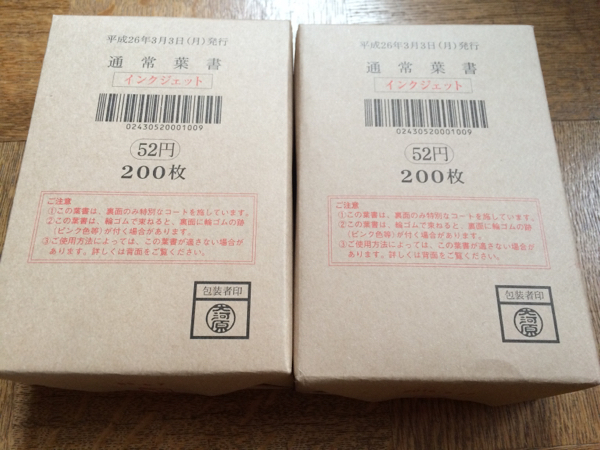 平成26年3月3日(月)発行
通常葉書
インクジェット
02430520001009
52円
200枚
ご注意
①この葉書は、裏面のみ特別なコートを施しています。
②この葉書は、輪ゴムで束ねると、裏面に輪ゴムの跡
(ピンク色等)が付く場合があります。
③ご使用方法によっては、この葉書が適さない場合が
あります。詳しくは背面をご覧ください。
包装者印
大河原
平成26年3月3日(月)発行
通常葉書
インクジェット
02430520001009
52円
200枚
ご注意
①この葉書は、裏面のみ特別なコートを施しています。
②この葉書は、輪ゴムで束ねると、裏面に輪ゴムの跡
(ピンク色等)が付く場合があります。
③ご使用方法によっては、この葉書が適さない場合が
あります。詳しくは背面をご覧ください。
包装者印
大河原